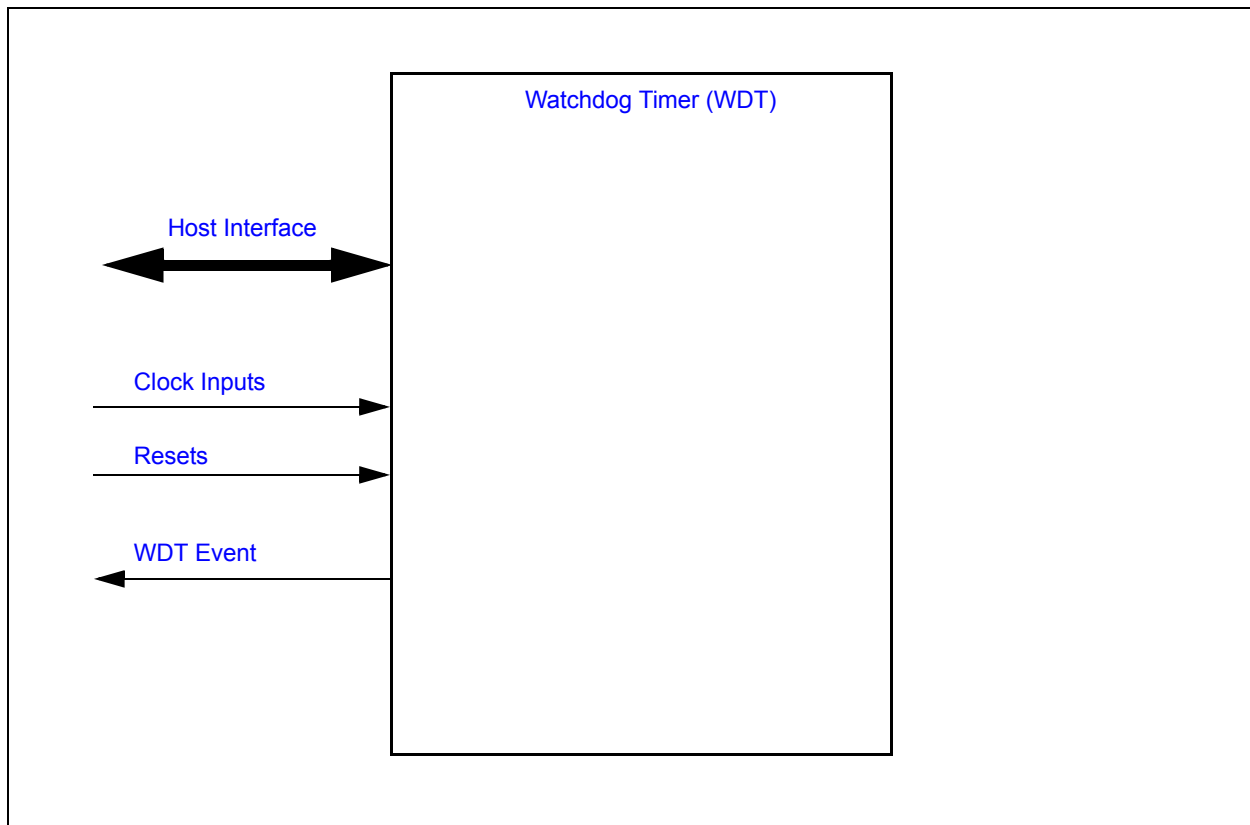 Watchdog Timer (WDT)
Host Interface
Clock Inputs
Resets
WDT Event